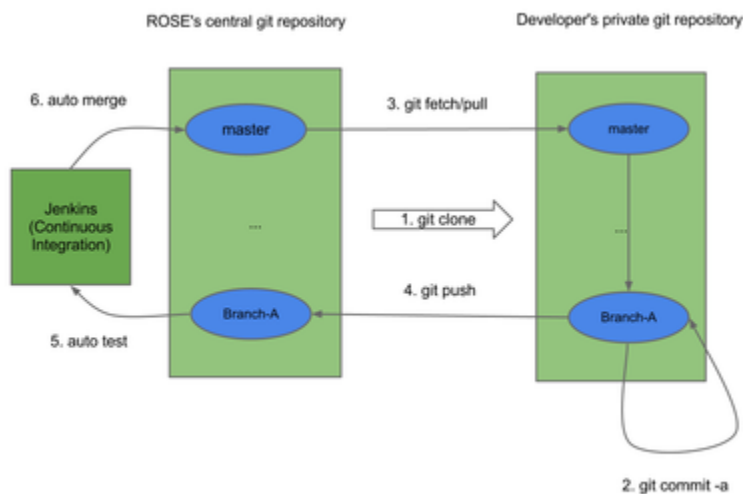 ROSE's central git repository
Developer's private git repository
6. auto merge
3. git fetch/pull
master
master
Jenkins
(Continuous
Integration)
...
1. git clone
...
4. git push
Branch-A
Branch-A
5. auto test
2. git commit -a